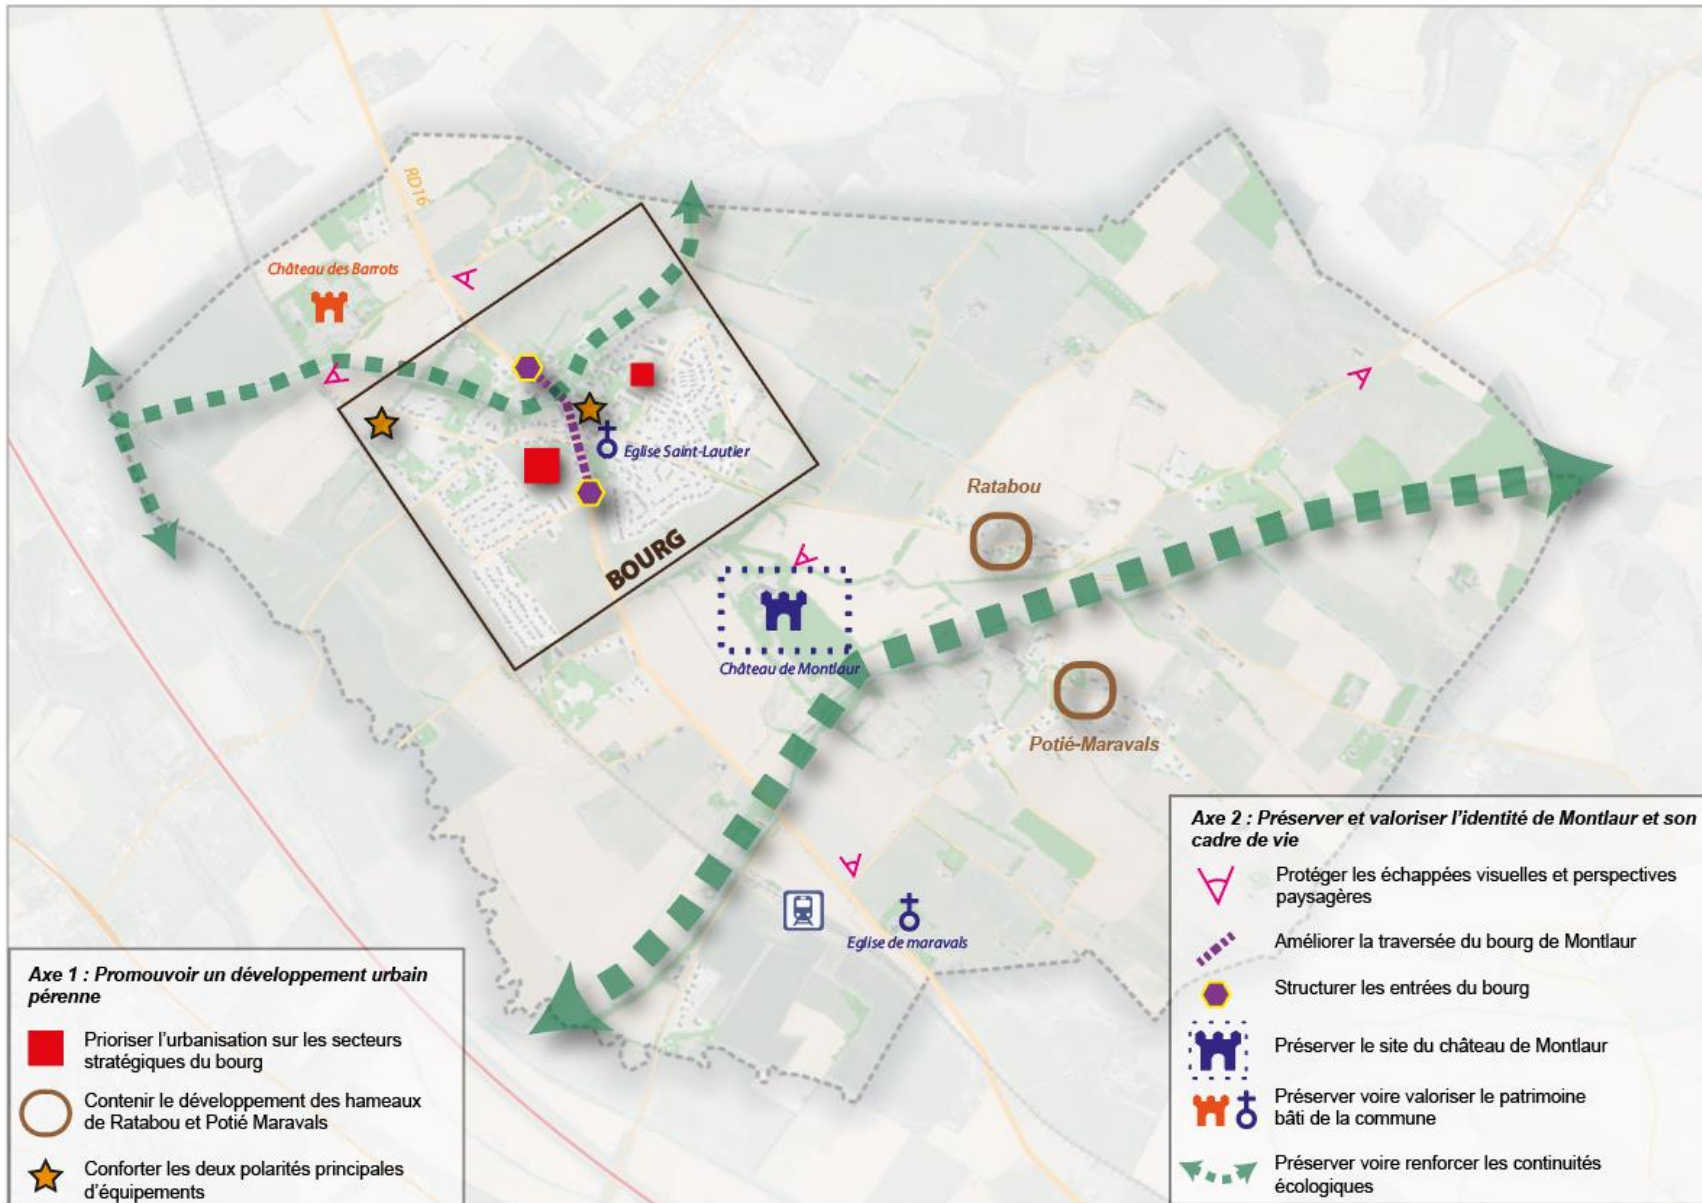 RD16
Château des Barrots
Eglise Saint-Lautier
BOURG
Ratabou
Château de Montlaur
Potié-Maravals
Eglise de maravals
Axe 1 : Promouvoir un développement urbain
pérenne
Prioriser l'urbanisation sur les secteurs
stratégiques du bourg
Contenir le développement des hameaux
de Ratabou et Potié Maravals
Conforter les deux polarités principales
d'équipements
Axe 2 : Préserver et valoriser l'identité de Montlaur et son
cadre de vie
Protéger les échappées visuelles et perspectives
paysagères
Améliorer la traversée du bourg de Montlaur
Structurer les entrées du bourg
Préserver le site du château de Montlaur
Préserver voire valoriser le patrimoine
bâti de la commune
Préserver voire renforcer les continuités
écologiques